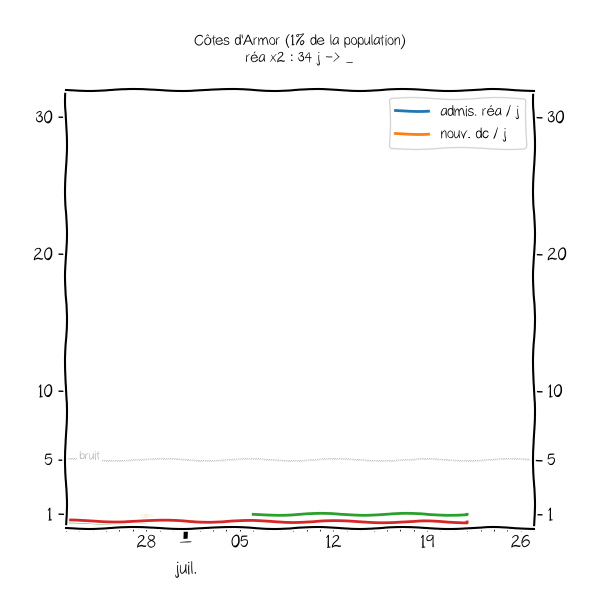 Côtes d'Armor (1% de la population)
réa x2 : 34 j -> _
admis. réa / j
nouv. dc / j
30
30
20
20
10
10
bruit
5
5
1
1
28
05
12
19
26
juil.